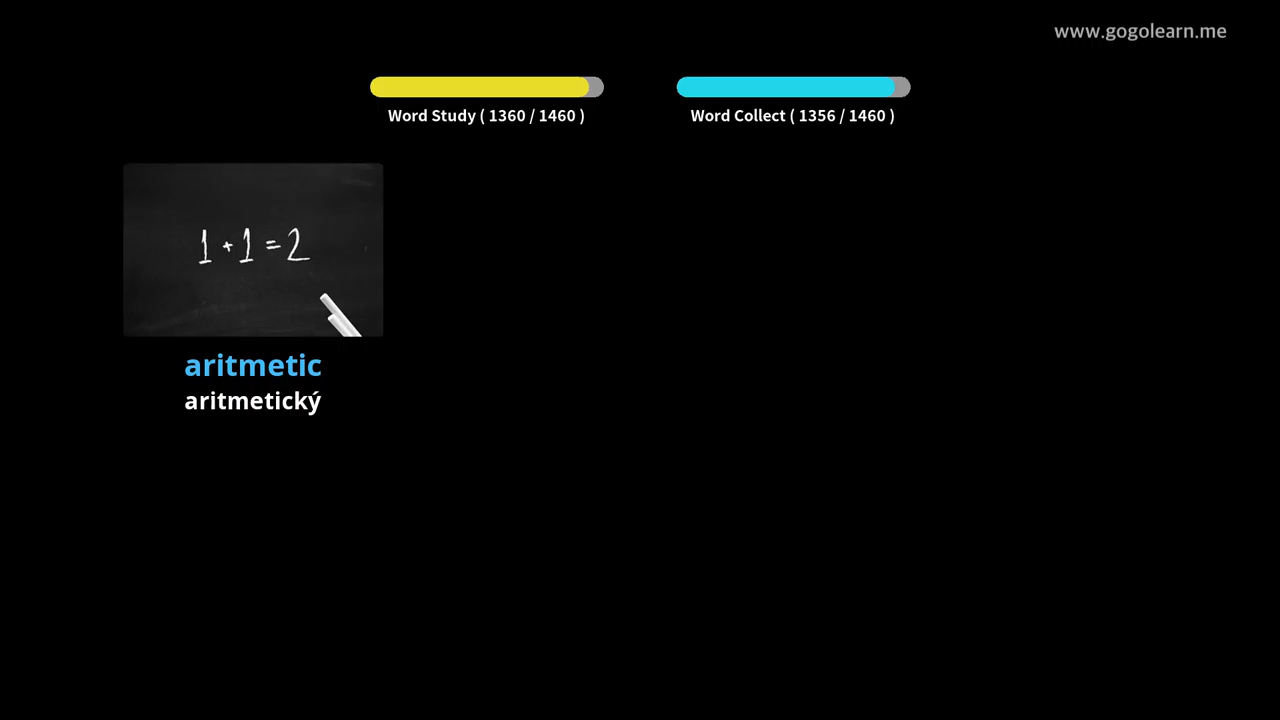 www.gogolearn.me
Word Study ( 1360 / 1460 )
Word Collect ( 1356 / 1460 )
1 + 1 = 2
aritmetic
aritmetický